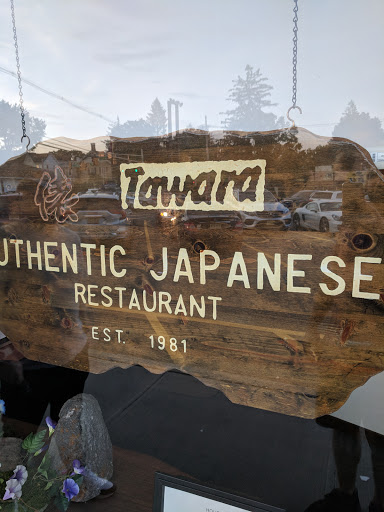 Tawara
UTHENTIC JAPANESE
RESTAURANT
EST. 1981